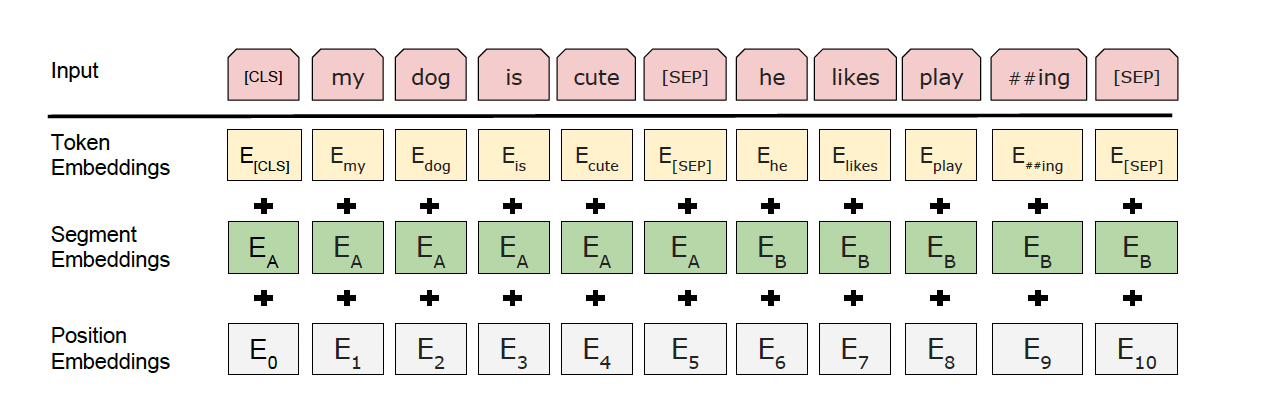 Input [CLS] my dog is cute [SEP] he likes play ##ing [SEP]
Token
Embeddings
E[CLS] Emy Edog Eis Ecute E[SEP] Ehe Elikes Eplay E##ing E[SEP]
+ + + + + + + + + + +
Segment
Embeddings
EA EA EA EA EA EA EB EB EB EB EB
+ + + + + + + + + + +
Position
Embeddings
E0 E1 E2 E3 E4 E5 E6 E7 E8 E9 E10